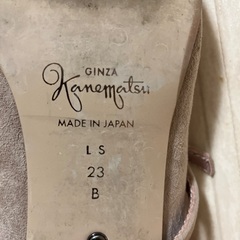 GINZA
Kanematsu
MADE IN JAPAN
LS
23
B